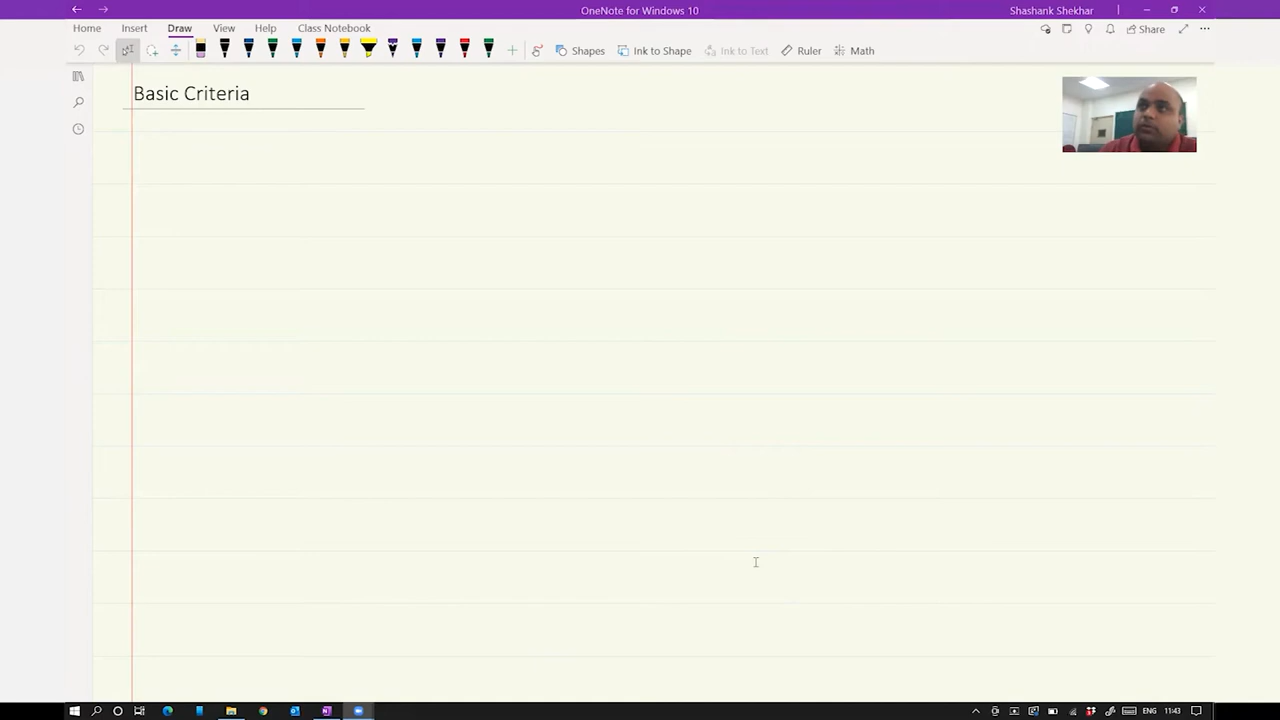 OneNote for Windows 10
Shashank Shekhar
Home Insert Draw View Help Class Notebook
Share
Shapes Ink to Shape Ink to Text Ruler Math
Basic Criteria
ENG 11:43